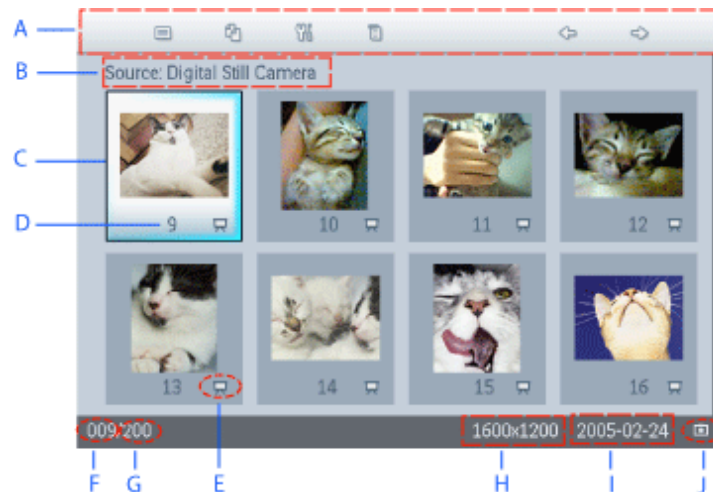 A
B Source: Digital Still Camera
C
D 9 10 11 12
13 14 15 16
009/200 1600x1200 2005-02-24
F G E H I J